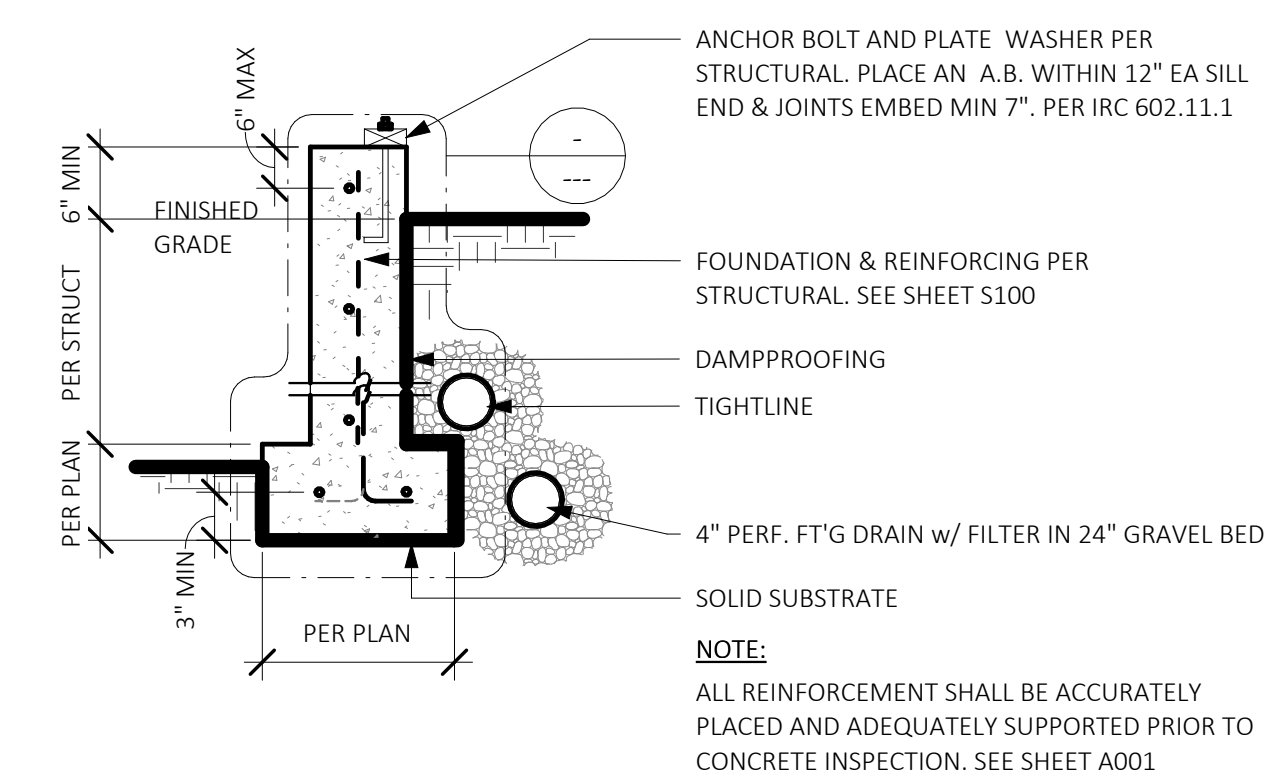 ANCHOR BOLT AND PLATE WASHER PER
STRUCTURAL. PLACE AN A.B. WITHIN 12" EA SILL
END & JOINTS EMBED MIN 7". PER IRC 602.11.1
6" MAX
-
---
6" MIN
FINISHED
GRADE
FOUNDATION & REINFORCING PER
STRUCTURAL. SEE SHEET S100
PER STRUCT
DAMPPROOFING
TIGHTLINE
PER PLAN
4" PERF. FT'G DRAIN w/ FILTER IN 24" GRAVEL BED
3" MIN
SOLID SUBSTRATE
PER PLAN
NOTE:
ALL REINFORCEMENT SHALL BE ACCURATELY
PLACED AND ADEQUATELY SUPPORTED PRIOR TO
CONCRETE INSPECTION. SEE SHEET A001